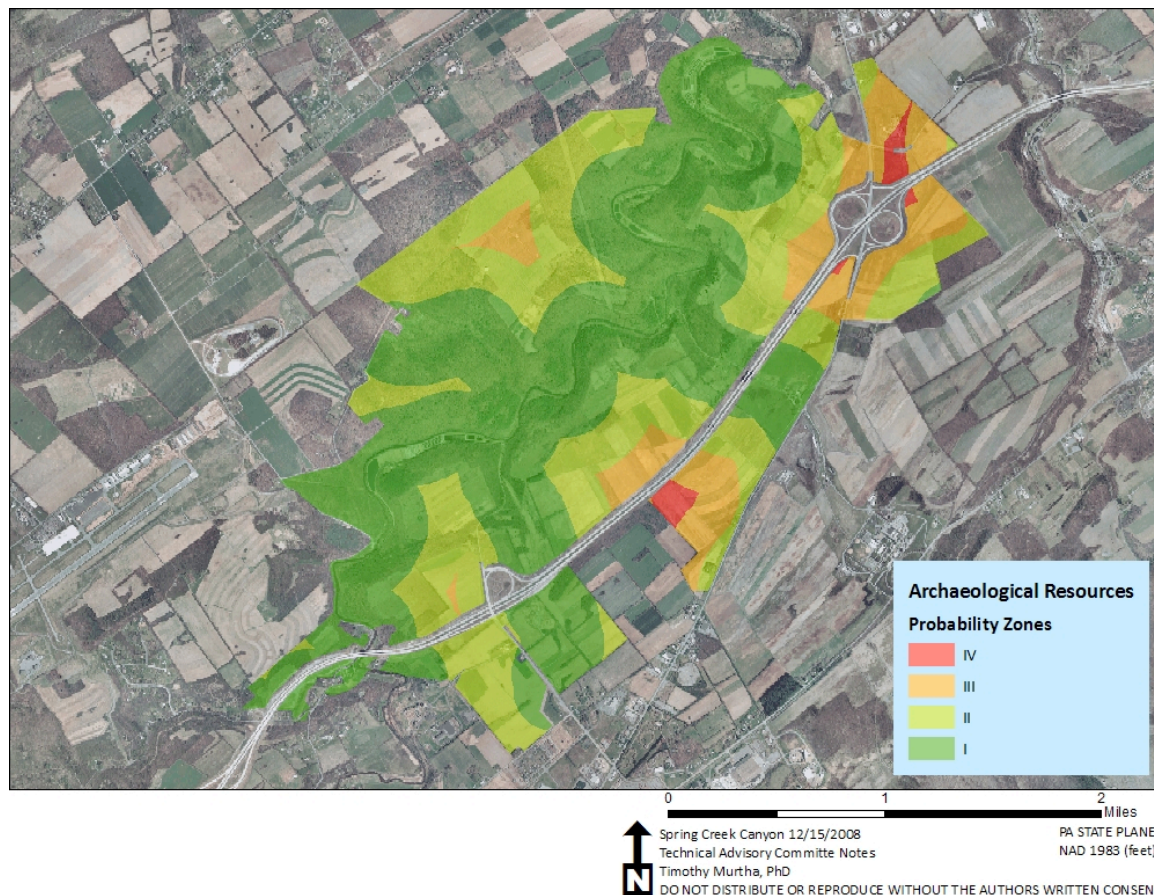 Archaeological Resources
Probability Zones
IV
III
II
I
0 1 2
Miles
Spring Creek Canyon 12/15/2008
PA STATE PLANE
Technical Advisory Committe Notes
NAD 1983 (feet)
Timothy Murtha, PhD
N
DO NOT DISTRIBUTE OR REPRODUCE WITHOUT THE AUTHORS WRITTEN CONSEN